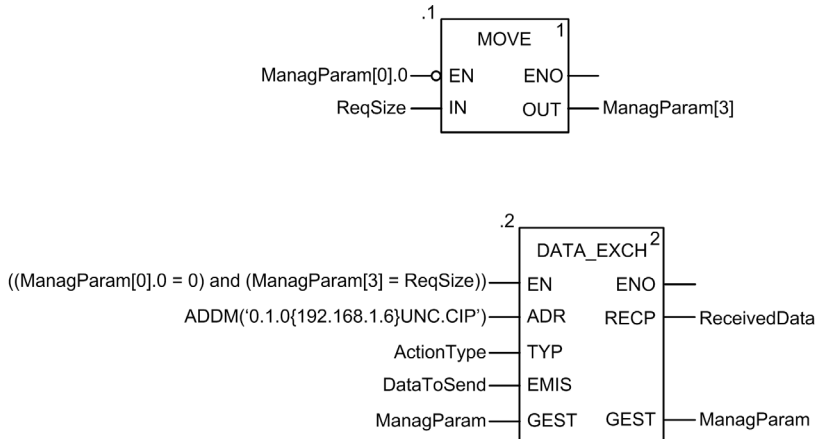 .1
MOVE 1
ManagParam[0].0 EN ENO
ReqSize IN OUT ManagParam[3]
.2
DATA_EXCH 2
((ManagParam[0].0 = 0) and (ManagParam[3] = ReqSize)) EN ENO
ADDM(‘0.1.0{192.168.1.6}UNC.CIP’) ADR RECP ReceivedData
ActionType TYP
DataToSend EMIS
ManagParam GEST GEST ManagParam